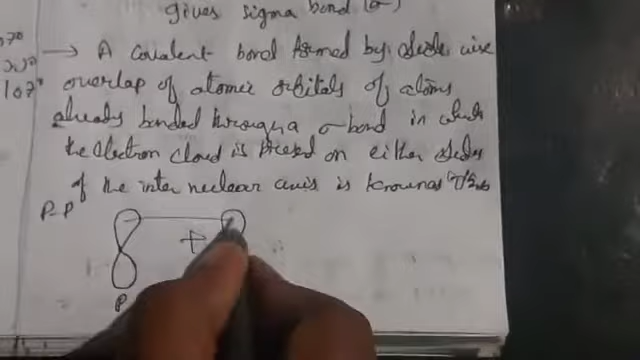 gives sigma bond (σ)
→ A covalent bond formed by side wise
107° overlap of atomic orbitals of atoms
already bonded through a σ-bond in which
the electron cloud is present on either sides
of the inter nuclear axis is known as
P-P
+
P